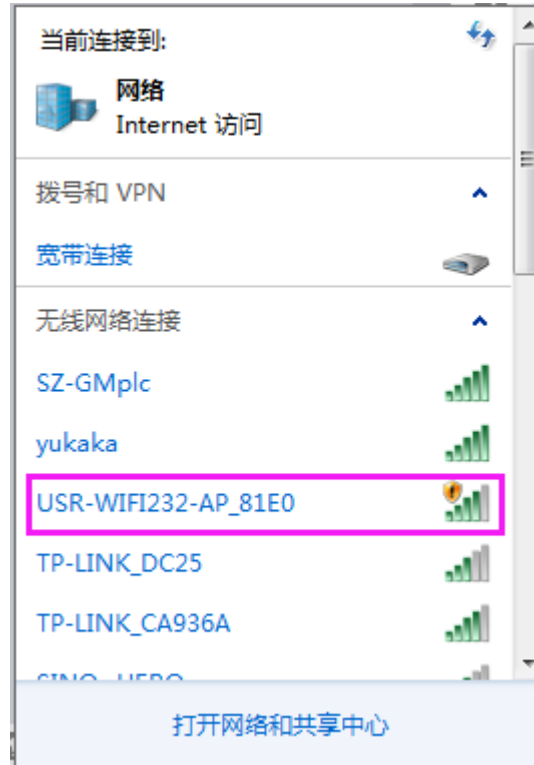 当前连接到:
网络
Internet 访问
拨号和 VPN
宽带连接
无线网络连接
SZ-GMplc
yukaka
USR-WIFI232-AP_81E0
TP-LINK_DC25
TP-LINK_CA936A
打开网络和共享中心